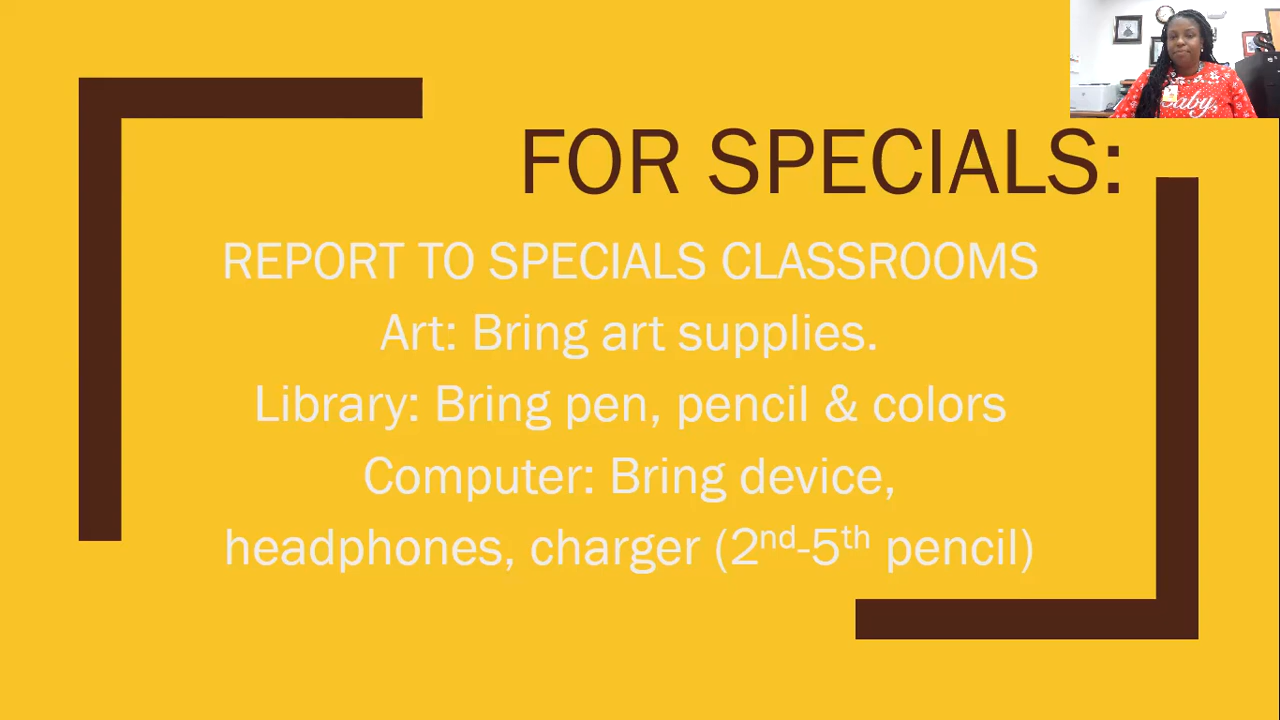 FOR SPECIALS:
REPORT TO SPECIALS CLASSROOMS
Art: Bring art supplies.
Library: Bring pen, pencil & colors
Computer: Bring device,
headphones, charger (2nd-5th pencil)